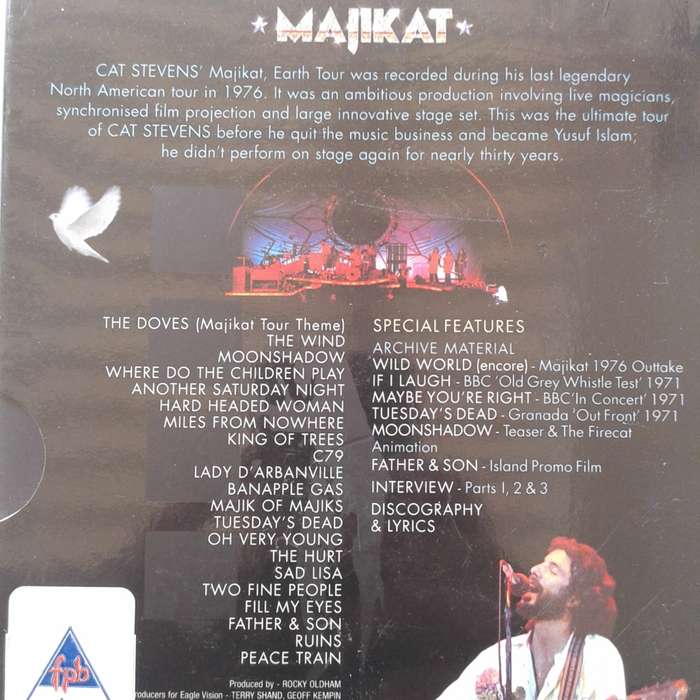 MAJIKAT
CAT STEVENS' Majikat, Earth Tour was recorded during his last legendary
North American tour in 1976. It was an ambitious production involving live magicians,
synchronised film projection and large innovative stage set. This was the ultimate tour
of CAT STEVENS before he quit the music business and became Yusuf Islam;
he didn't perform on stage again for nearly thirty years.
THE DOVES (Majikat Tour Theme)
THE WIND
MOONSHADOW
WHERE DO THE CHILDREN PLAY
ANOTHER SATURDAY NIGHT
HARD HEADED WOMAN
MILES FROM NOWHERE
KING OF TREES
C79
LADY D'ARBANVILLE
BANAPPLE GAS
MAJIK OF MAJIKS
TUESDAY'S DEAD
OH VERY YOUNG
THE HURT
SAD LISA
TWO FINE PEOPLE
FILL MY EYES
FATHER & SON
RUINS
PEACE TRAIN
SPECIAL FEATURES
ARCHIVE MATERIAL
WILD WORLD (encore) - Majikat 1976 Outtake
IF I LAUGH - BBC 'Old Grey Whistle Test' 1971
MAYBE YOU'RE RIGHT - BBC 'In Concert' 1971
TUESDAY'S DEAD - Granada 'Out Front' 1971
MOONSHADOW - Teaser & The Firecat
Animation
FATHER & SON - Island Promo Film
INTERVIEW - Parts 1, 2 & 3
DISCOGRAPHY
& LYRICS
fpb
Produced by - ROCKY OLDHAM
roducers for Eagle Vision - TERRY SHAND, GEOFF KEMPIN